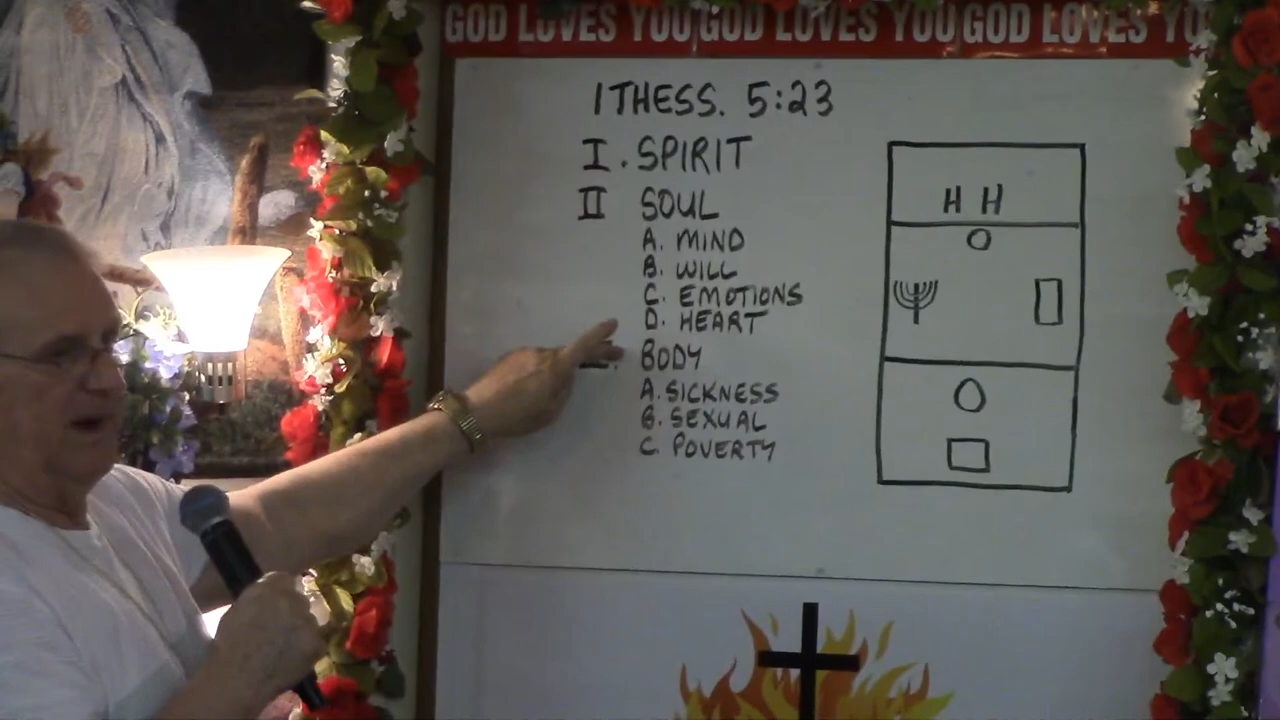 GOD LOVES YOU GOD LOVES YOU GOD LOVES YO
I THESS. 5:23
I. SPIRIT
II SOUL
A. MIND
B. WILL
C. EMOTIONS
D. HEART
BODY
A. SICKNESS
B. SEXUAL
C. POVERTY
H H